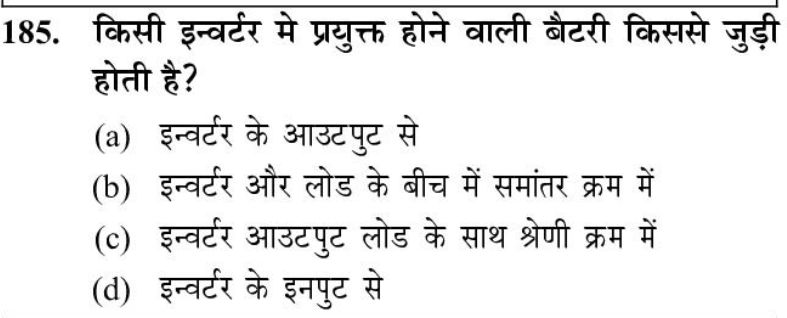 185. किसी इन्वर्टर मे प्रयुक्त होने वाली बैटरी किससे जुड़ी
होती है?
(a) इन्वर्टर के आउटपुट से
(b) इन्वर्टर और लोड के बीच में समांतर क्रम में
(c) इन्वर्टर आउटपुट लोड के साथ श्रेणी क्रम में
(d) इन्वर्टर के इनपुट से